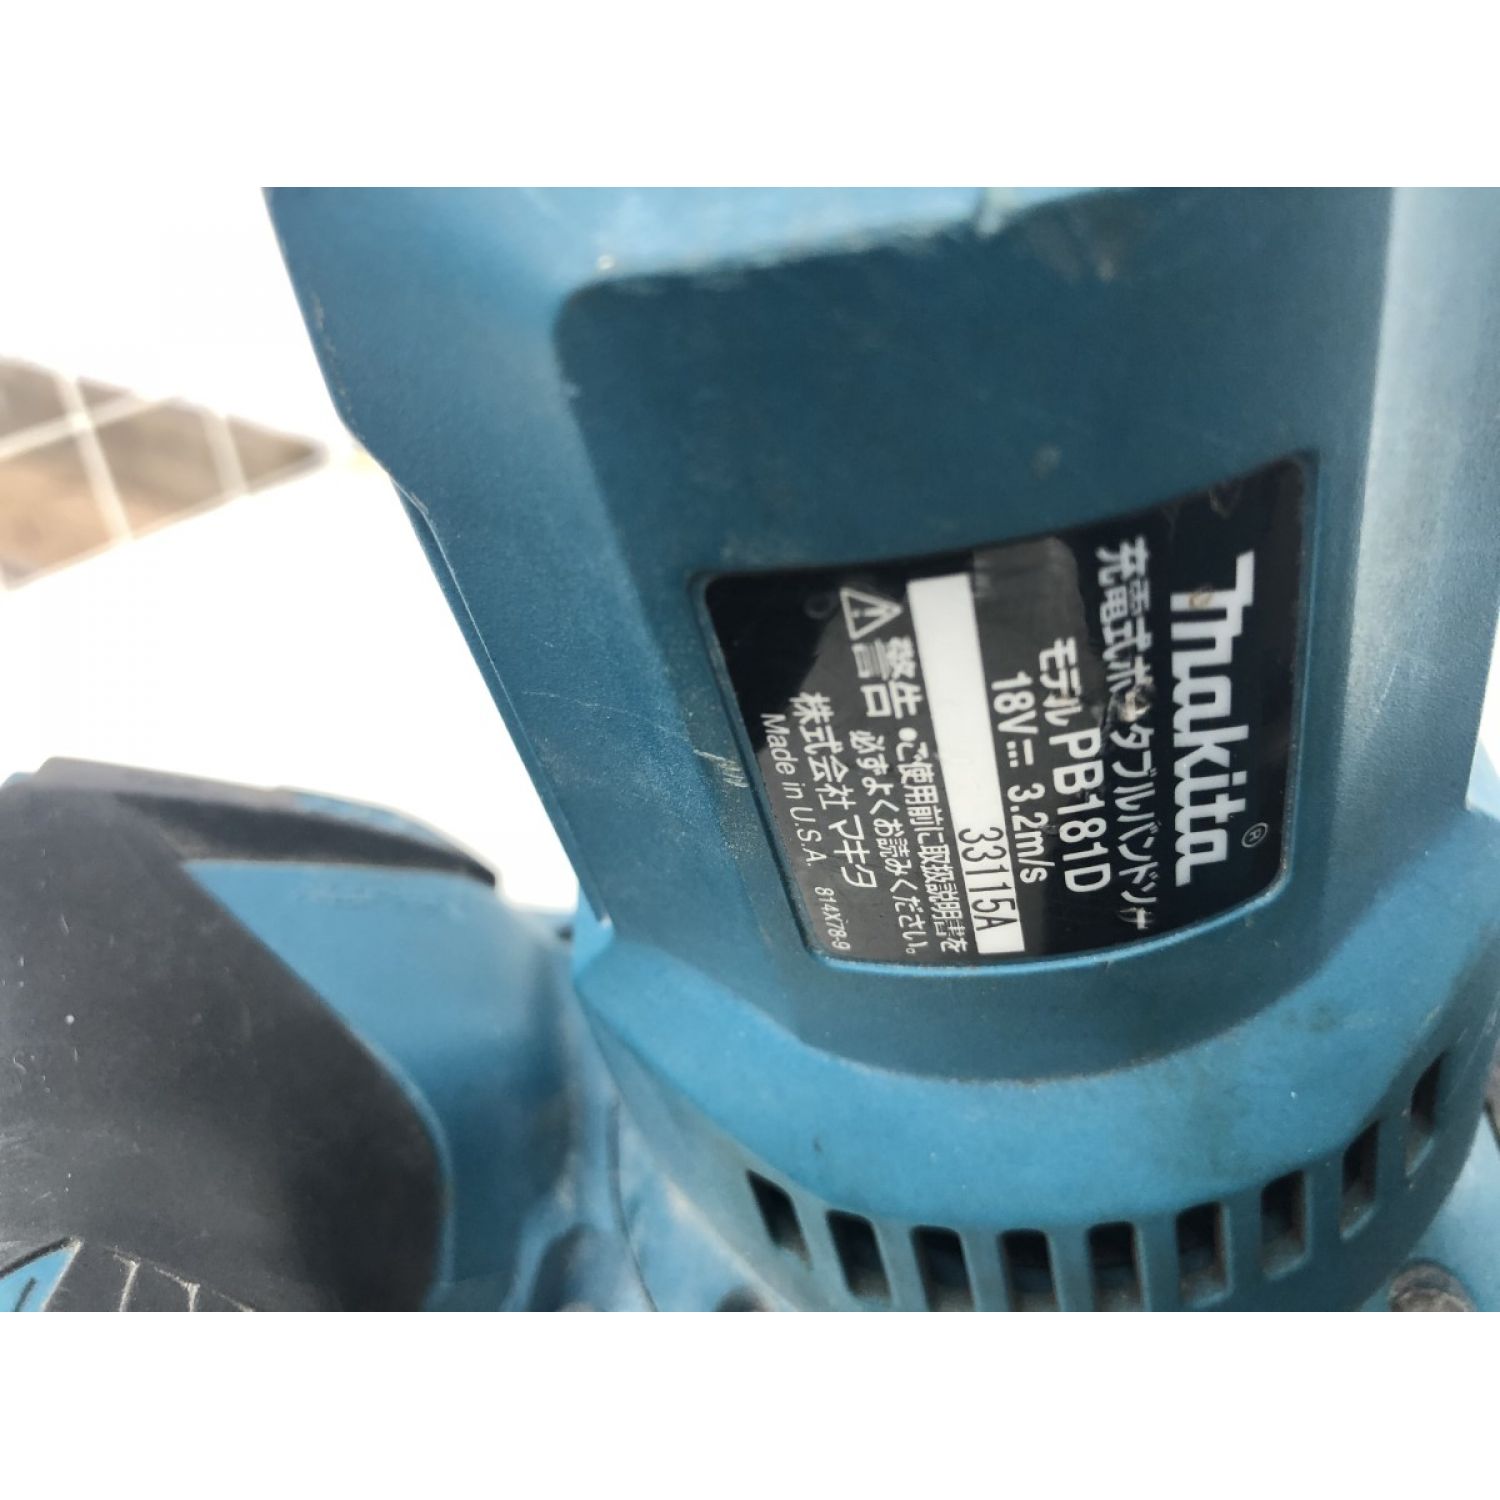 makita®
充電式ポータブルバンドソー
モデル PB181D
18V⎓ 3.2m/s
33115A
⚠ 警告 ●ご使用前に取扱説明書を
必ずよくお読みください。
株式会社 マキタ
Made in U.S.A. 814X78-9